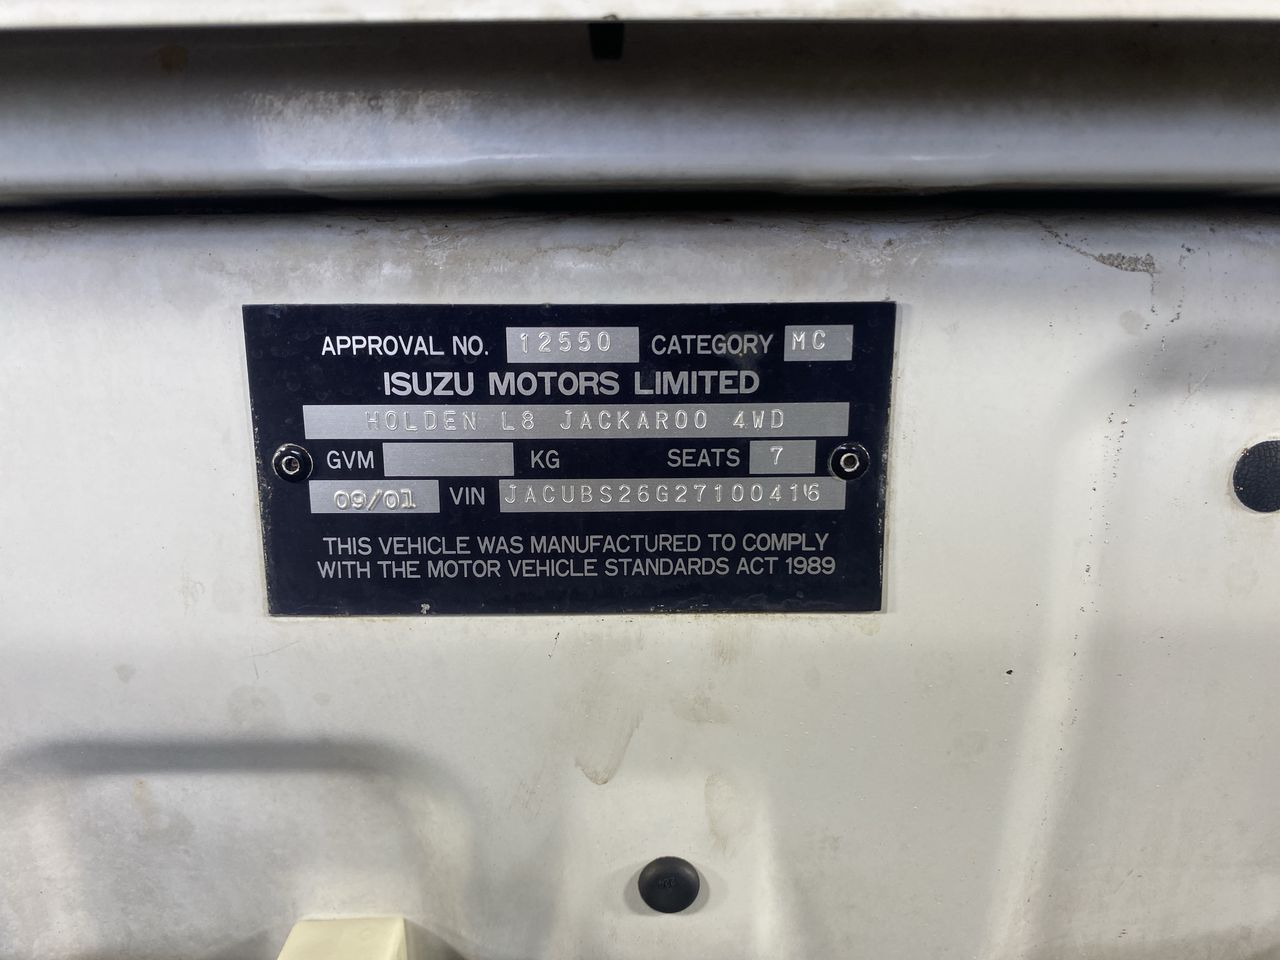 APPROVAL NO. 12550 CATEGORY MC
ISUZU MOTORS LIMITED
HOLDEN L8 JACKAROO 4WD
GVM KG SEATS 7
09/01 VIN JACUBS26G27100416
THIS VEHICLE WAS MANUFACTURED TO COMPLY
WITH THE MOTOR VEHICLE STANDARDS ACT 1989